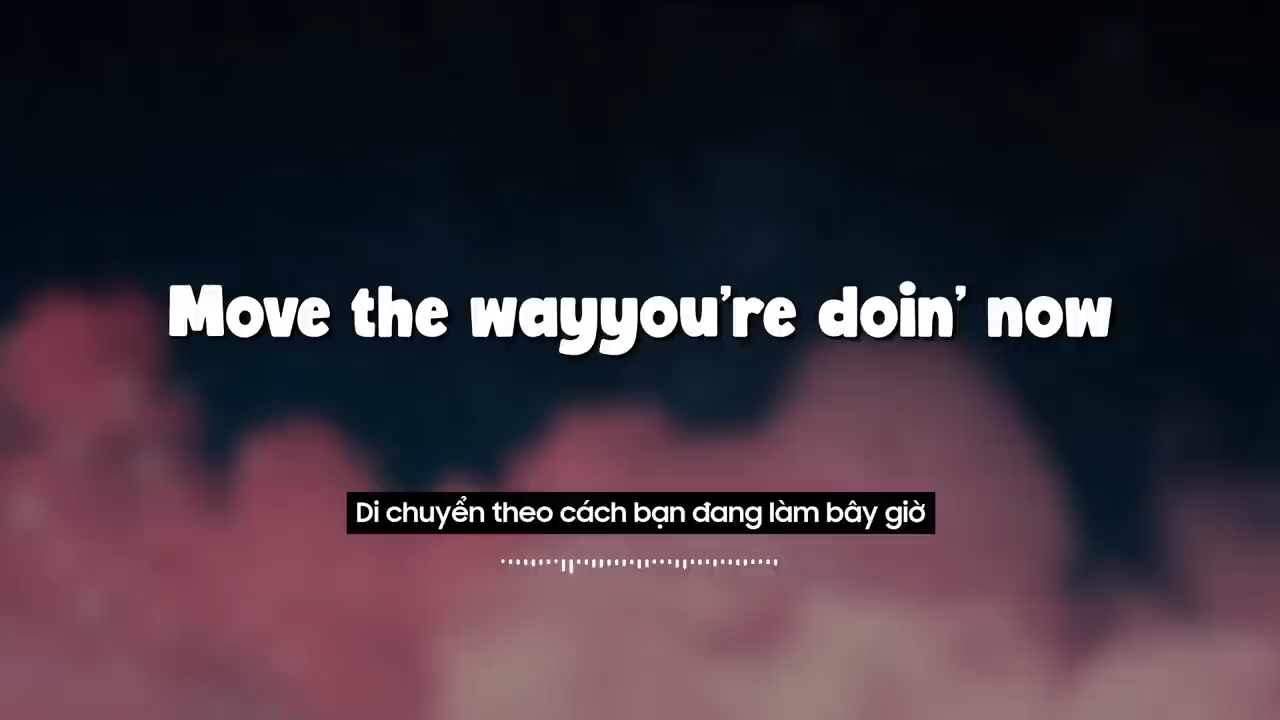 Move the wayyou're doin' now
Di chuyển theo cách bạn đang làm bây giờ